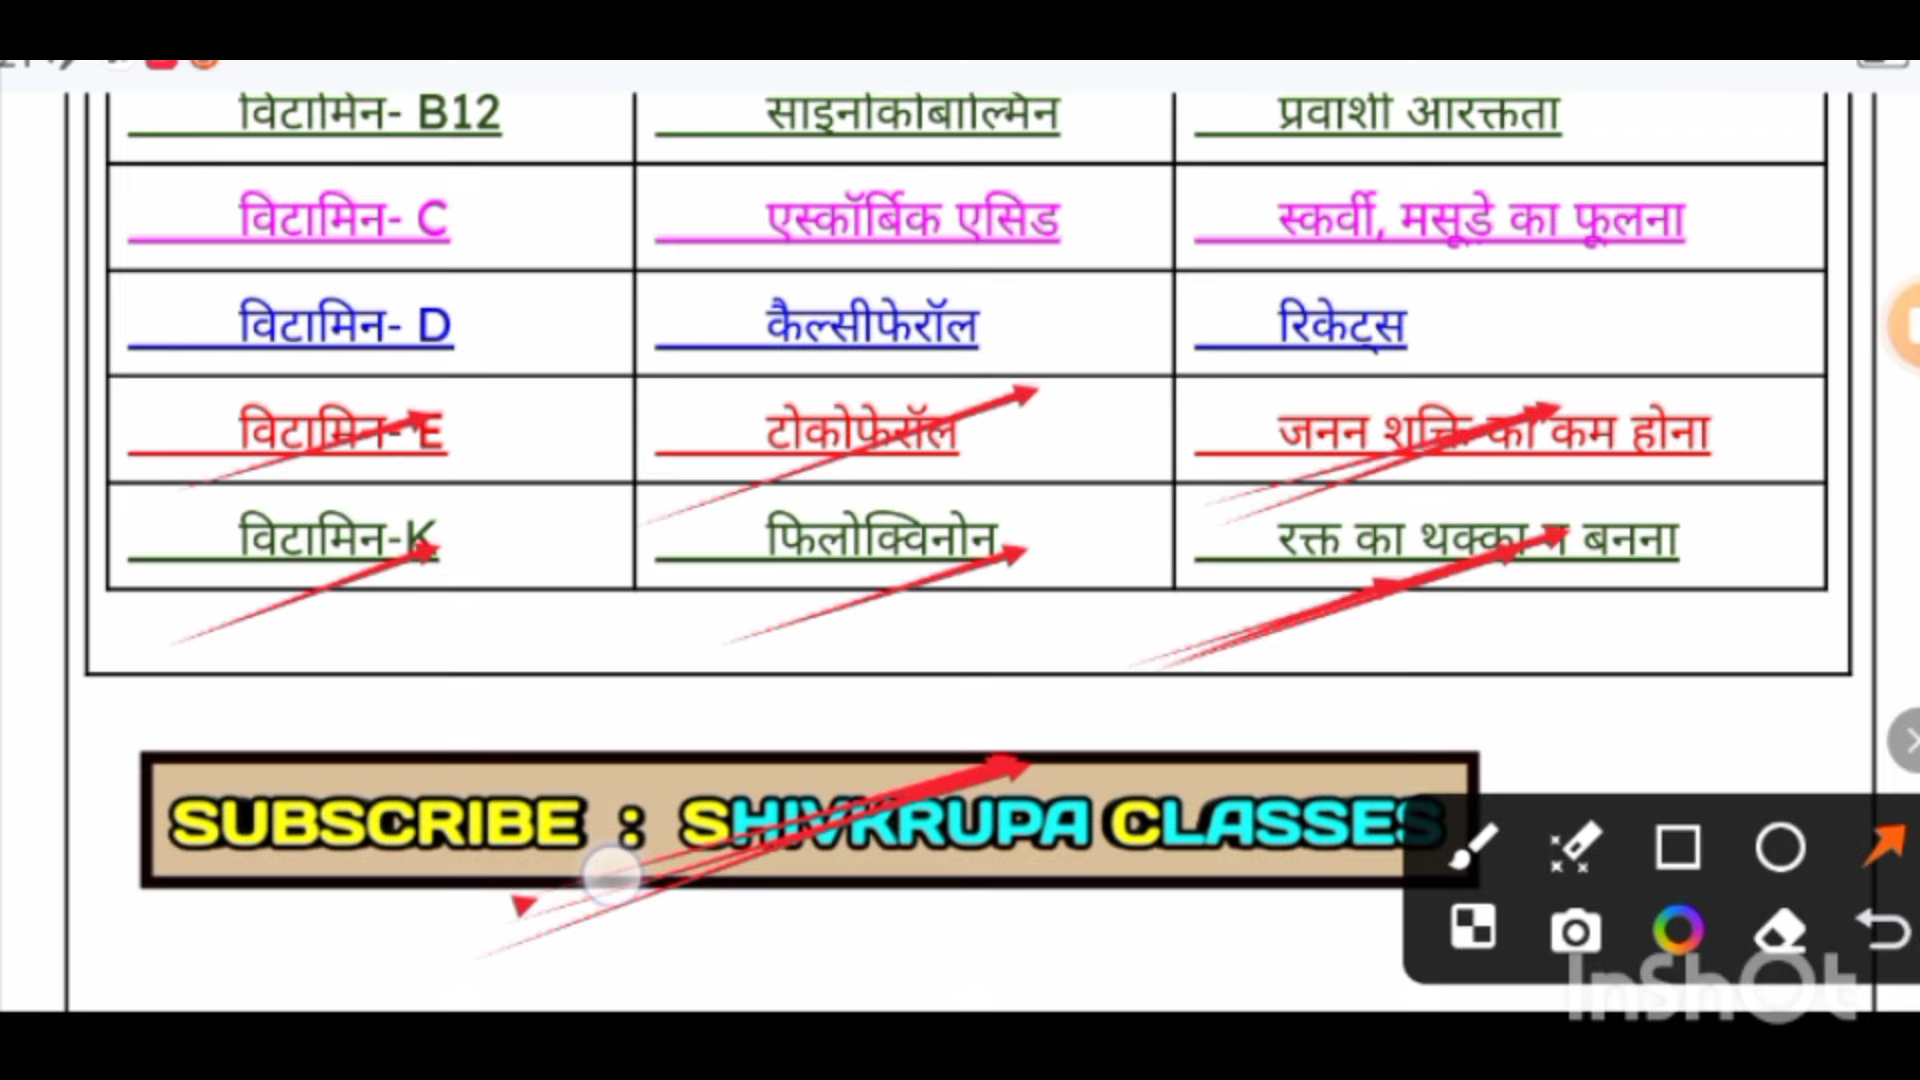 विटामिन- B12 साइनोकोबाल्मिन प्रवाशी आरक्तता
विटामिन- C एस्कॉर्बिक एसिड स्कर्वी, मसूड़े का फूलना
विटामिन- D कैल्सीफेरॉल रिकेट्स
विटामिन- E टोकोफेरॉल जनन शक्ति का कम होना
विटामिन-K फिलोक्विनोन रक्त का थक्का न बनना
SUBSCRIBE : SHIVKRUPA CLASSES
InShOt